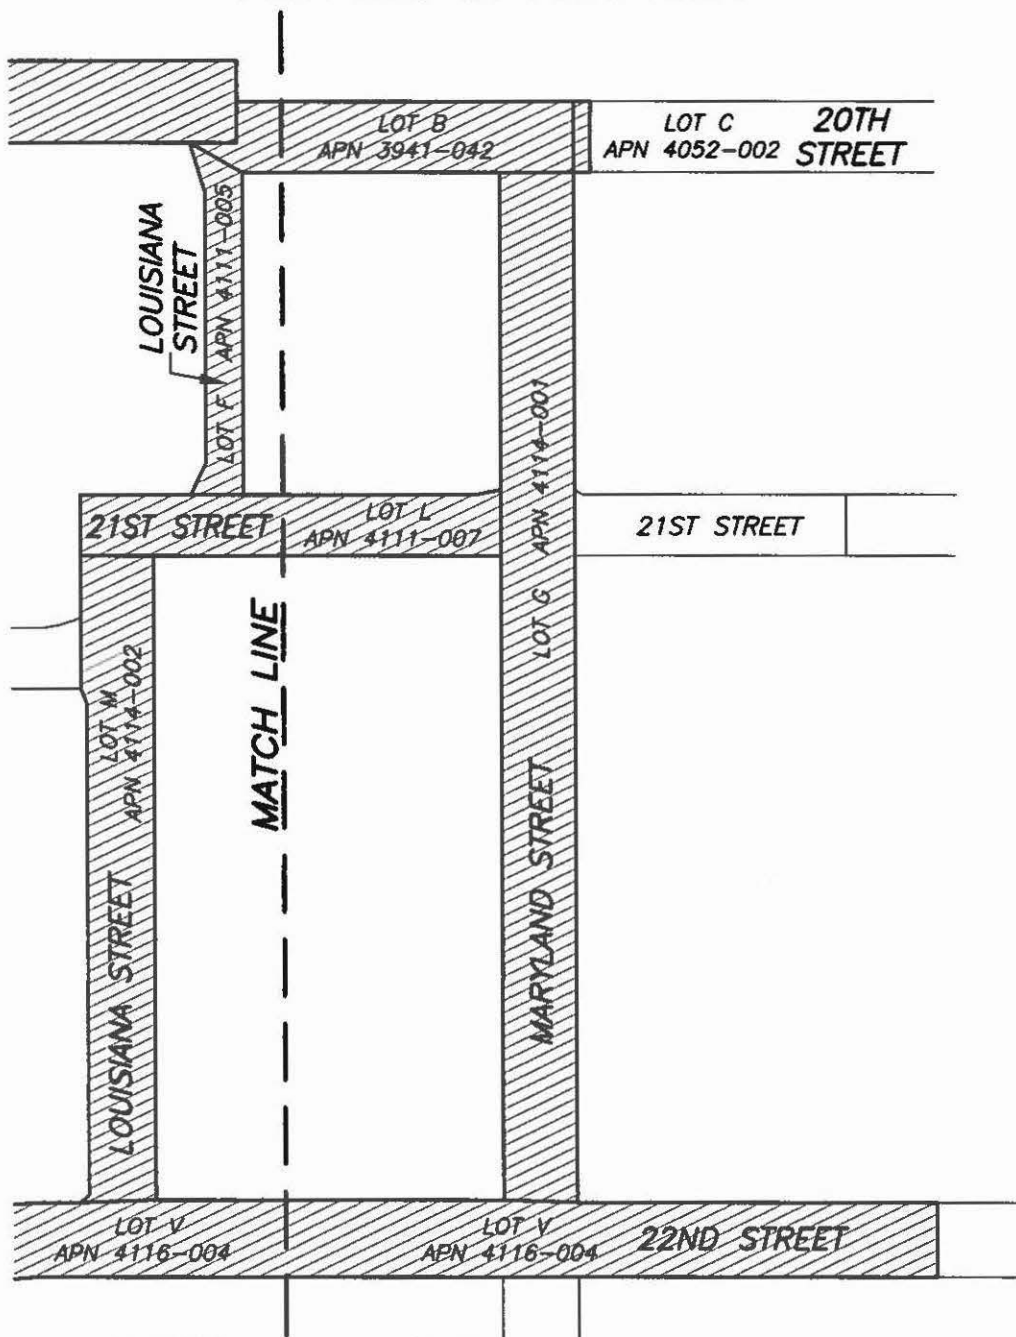 LOT B
APN 3941-042
LOT C
APN 4052-002
20TH
STREET
LOUISIANA
STREET
LOT F APN 4111-005
LOT G APN 4114-001
21ST STREET
LOT L
APN 4111-007
21ST STREET
MATCH LINE
LOT M
APN 4114-002
LOUISIANA STREET
MARYLAND STREET
LOT V
APN 4116-004
LOT V
APN 4116-004
22ND STREET